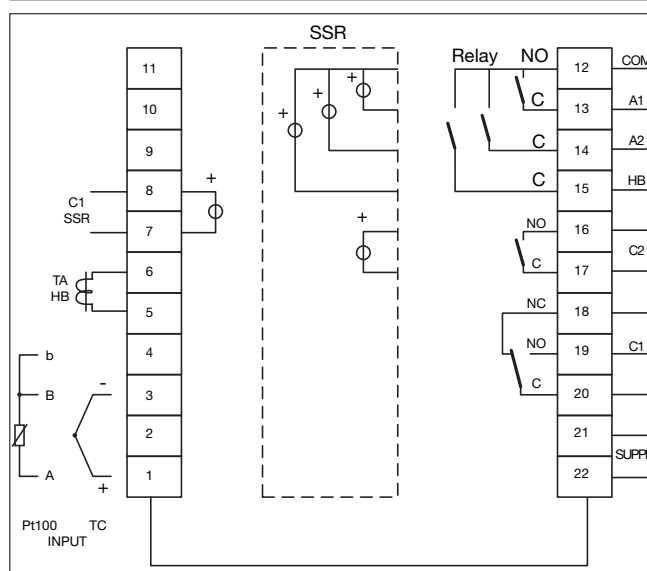 SSR
Relay NO
C
C
C
NO
C
NC
NO
C
+
+
+
+
11
10
9
8
7
6
5
4
3
2
1
+
C1
SSR
TA
HB
b
B
A
-
+
Pt100 TC
INPUT
12
13
14
15
16
17
18
19
20
21
22
COM
A1
A2
HB
C2
C1